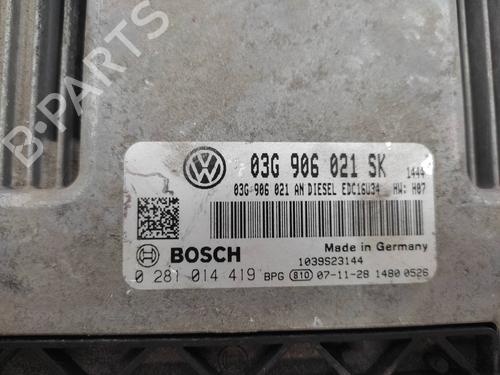 B-PARTS
03G 906 021 SK 1444
03G 906 021 AN DIESEL EDC16U34 HW: H07
BOSCH
Made in Germany
1039S23144
0 281 014 419 BPG 810 07-11-28 1480 0526